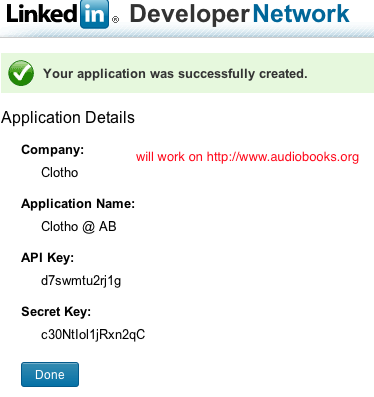 Linked in ® Developer Network
Your application was successfully created.
Application Details
Company:
will work on http://www.audiobooks.org
Clotho
Application Name:
Clotho @ AB
API Key:
d7swmtu2rj1g
Secret Key:
c30NtIol1jRxn2qC
Done